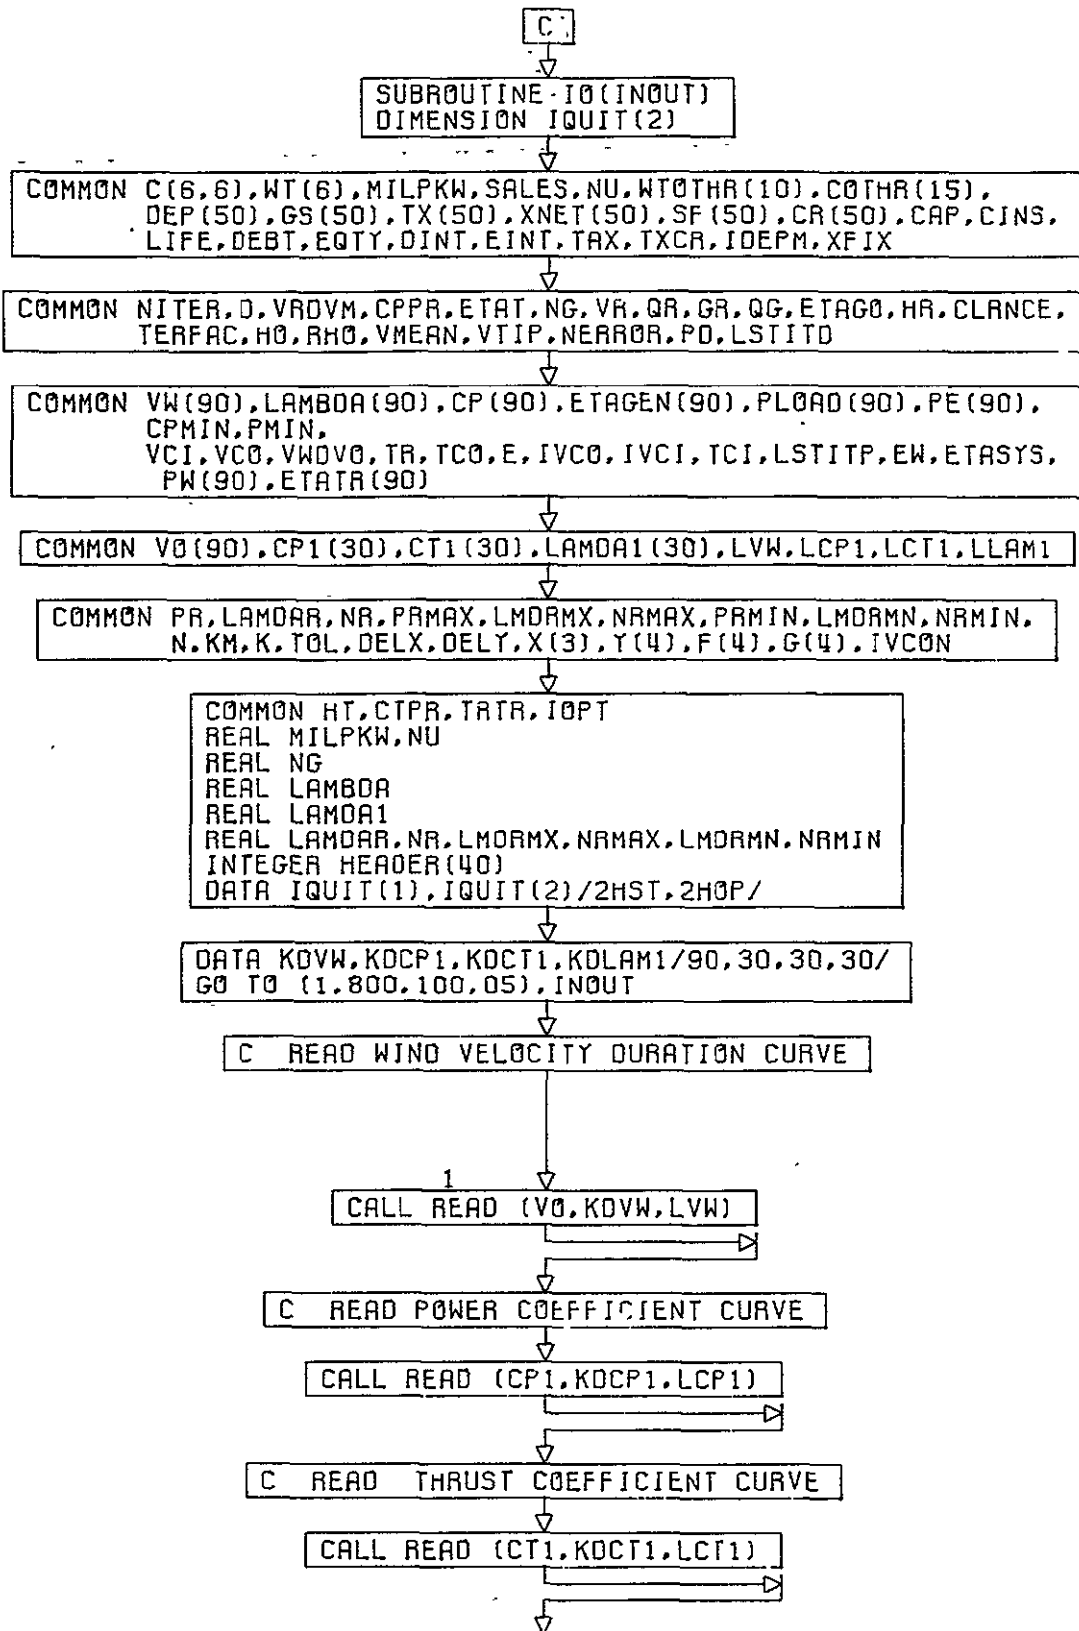 C
SUBROUTINE IO(INOUT)
DIMENSION IQUIT(2)
COMMON C(6,6),WT(6),MILPKW,SALES,NU,WTOTHR(10),COTHR(15),
DEP(50),GS(50),TX(50),XNET(50),SF(50),CR(50),CAP,CINS,
LIFE,DEBT,EQTY,DINT,EINT,TAX,TXCR,IDEPM,XFIX
COMMON NITER,D,VRDVM,CPPR,ETAT,NG,VR,QR,GR,QG,ETAGO,HR,CLRNCE,
TERFAC,HO,RHO,VMEAN,VTIP,NERROR,PD,LSTITD
COMMON VW(90),LAMBDA(90),CP(90),ETAGEN(90),PLOAD(90),PE(90),
CPMIN,PMIN,
VCI,VCO,VWDVO,TR,TCO,E,IVCO,IVCI,TCI,LSTITP,EW,ETASYS,
PW(90),ETATR(90)
COMMON VO(90),CP1(30),CT1(30),LAMDA1(30),LVW,LCP1,LCT1,LLAM1
COMMON PR,LAMDAR,NR,PRMAX,LMDRMX,NRMAX,PRMIN,LMDRMN,NRMIN,
N,KM,K,TOL,DELX,DELY,X(3),Y(4),F(4),G(4),IVCON
COMMON HT,CTPR,TRTR,IOPT
REAL MILPKW,NU
REAL NG
REAL LAMBDA
REAL LAMDA1
REAL LAMDAR,NR,LMDRMX,NRMAX,LMDRMN,NRMIN
INTEGER HEADER(40)
DATA IQUIT(1),IQUIT(2)/2HST,2HOP/
DATA KDVW,KDCP1,KDCT1,KDLAM1/90,30,30,30/
GO TO (1,800,100,05),INOUT
C READ WIND VELOCITY DURATION CURVE
1
CALL READ (VO,KDVW,LVW)
C READ POWER COEFFICIENT CURVE
CALL READ (CP1,KDCP1,LCP1)
C READ THRUST COEFFICIENT CURVE
CALL READ (CT1,KDCT1,LCT1)